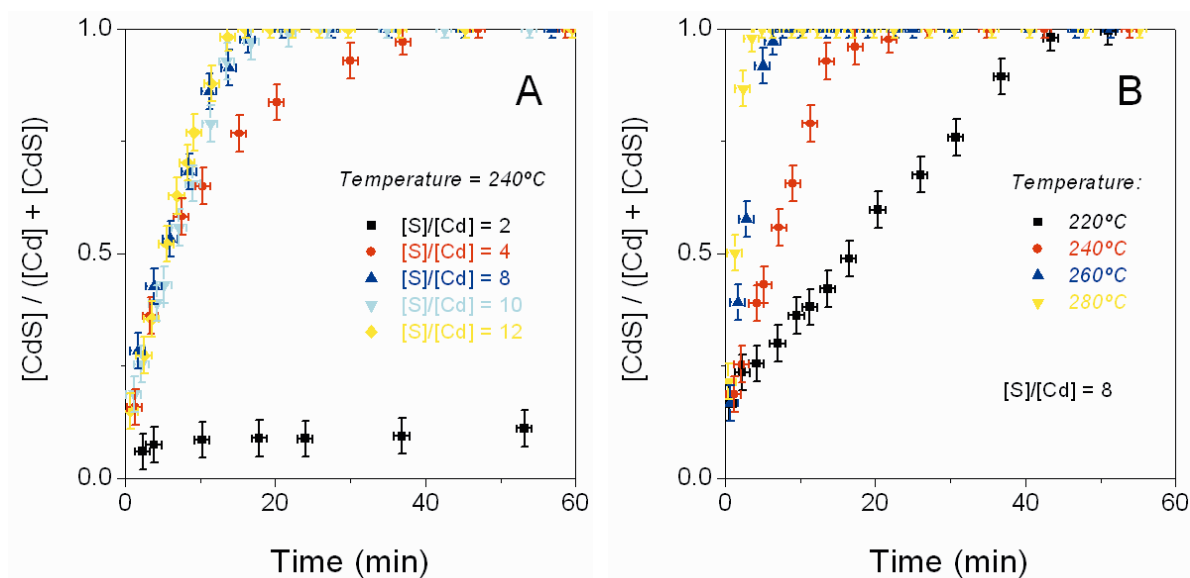 [CdS] / ([Cd] + [CdS])
1.0
0.5
0.0
A
Temperature = 240ºC
[S]/[Cd] = 2
[S]/[Cd] = 4
[S]/[Cd] = 8
[S]/[Cd] = 10
[S]/[Cd] = 12
0
20
40
60
Time (min)
[CdS] / ([Cd] + [CdS])
1.0
0.5
0.0
B
Temperature:
220ºC
240ºC
260ºC
280ºC
[S]/[Cd] = 8
0
20
40
60
Time (min)